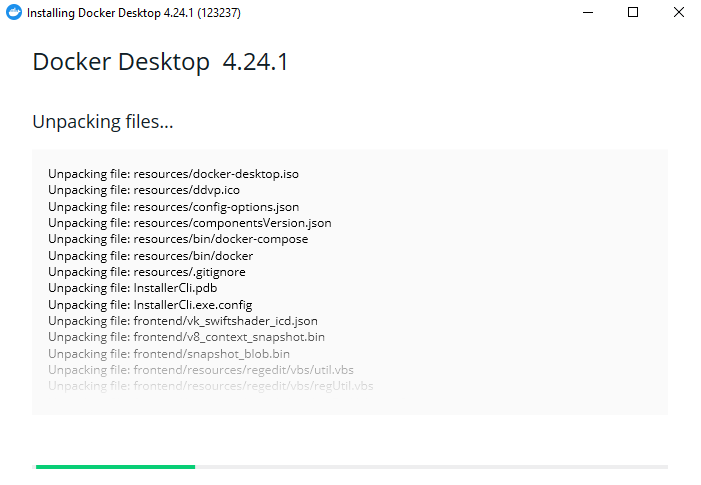 Installing Docker Desktop 4.24.1 (123237)
Docker Desktop 4.24.1
Unpacking files...
Unpacking file: resources/docker-desktop.iso
Unpacking file: resources/ddvp.ico
Unpacking file: resources/config-options.json
Unpacking file: resources/componentsVersion.json
Unpacking file: resources/bin/docker-compose
Unpacking file: resources/bin/docker
Unpacking file: resources/.gitignore
Unpacking file: InstallerCli.pdb
Unpacking file: InstallerCli.exe.config
Unpacking file: frontend/vk_swiftshader_icd.json
Unpacking file: frontend/v8_context_snapshot.bin
Unpacking file: frontend/snapshot_blob.bin
Unpacking file: frontend/resources/regedit/vbs/util.vbs
Unpacking file: frontend/resources/regedit/vbs/regUtil.vbs